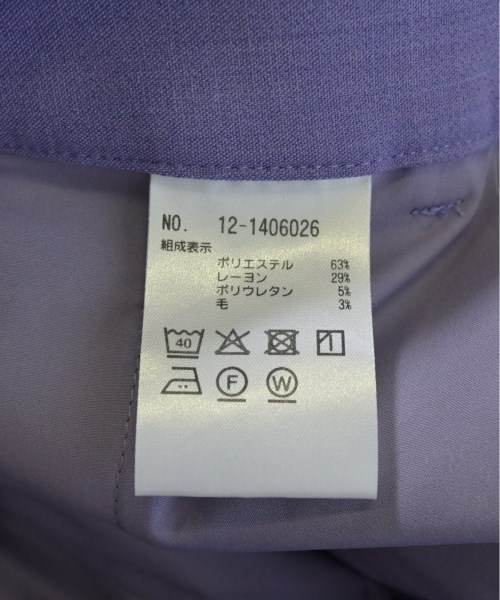 NO. 12-1406026
組成表示
ポリエステル 63%
レーヨン 29%
ポリウレタン 5%
毛 3%
40
F W